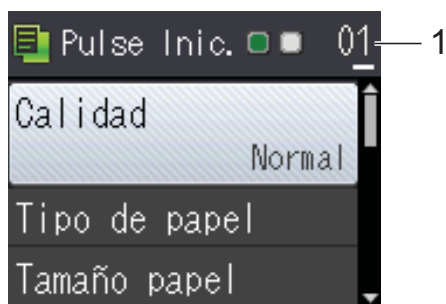 Pulse Inic. 01 1
Calidad
Normal
Tipo de papel
Tamaño papel